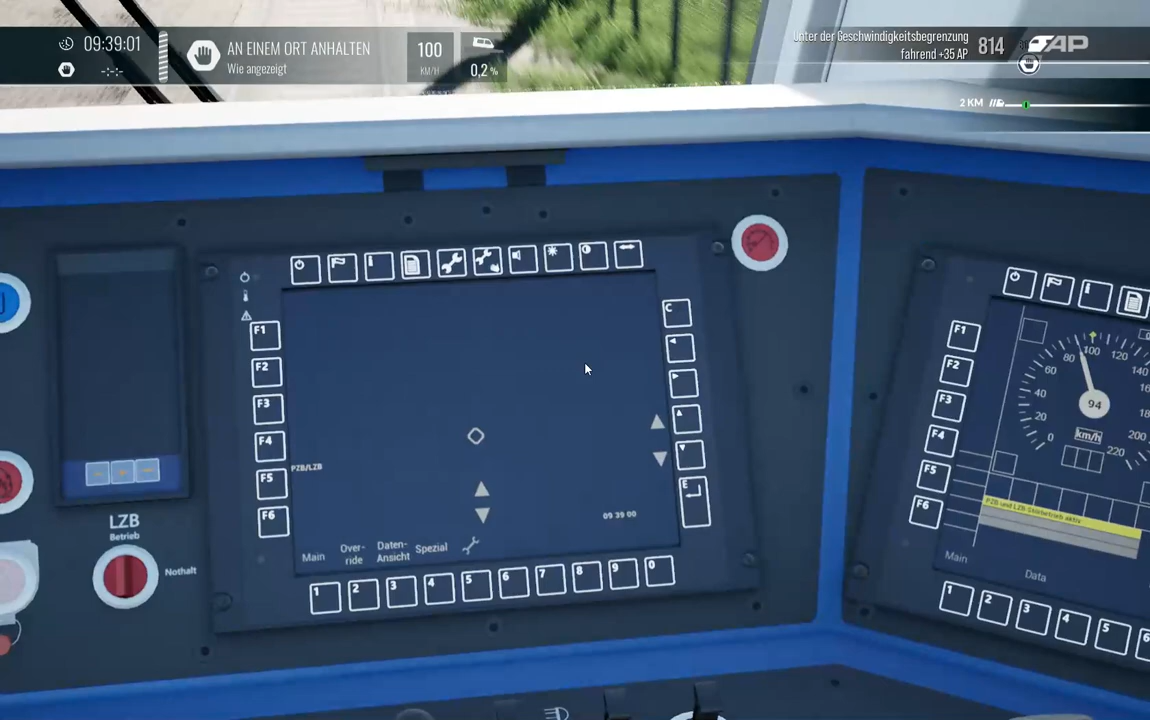 09:39:01
-:-:-
AN EINEM ORT ANHALTEN
Wie angezeigt
100
KM/H
0,2 %
Unter der Geschwindigkeitsbegrenzung
fahrend +35 AP
814
AP
2 KM
i
C
F1
F2
F3
F4
F5
F6
E
PZB/LZB
09 39 00
Main
Over-
ride
Daten-
Ansicht
Spezial
1
2
3
4
5
6
7
8
9
0
LZB
Betrieb
Nothalt
i
F1
F2
F3
F4
F5
F6
0
20
40
60
80
100
120
140
200
220
94
km/h
PZB und LZB Störbetrieb aktiv
Main
Data
1
2
3
4
5
6